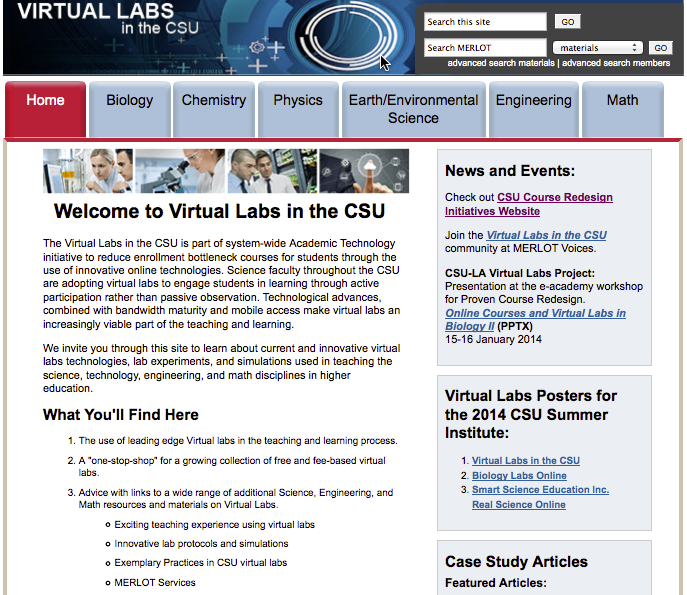 VIRTUAL LABS
in the CSU
Search this site
GO
Search MERLOT
materials
GO
advanced search materials | advanced search members
Home
Biology
Chemistry
Physics
Earth/Environmental
Science
Engineering
Math
Welcome to Virtual Labs in the CSU
The Virtual Labs in the CSU is part of system-wide Academic Technology
initiative to reduce enrollment bottleneck courses for students through the
use of innovative online technologies. Science faculty throughout the CSU
are adopting virtual labs to engage students in learning through active
participation rather than passive observation. Technological advances,
combined with bandwidth maturity and mobile access make virtual labs an
increasingly viable part of the teaching and learning.
We invite you through this site to learn about current and innovative virtual
labs technologies, lab experiments, and simulations used in teaching the
science, technology, engineering, and math disciplines in higher
education.
What You'll Find Here
1. The use of leading edge Virtual labs in the teaching and learning process.
2. A "one-stop-shop" for a growing collection of free and fee-based virtual
labs.
3. Advice with links to a wide range of additional Science, Engineering, and
Math resources and materials on Virtual Labs.
Exciting teaching experience using virtual labs
Innovative lab protocols and simulations
Exemplary Practices in CSU virtual labs
MERLOT Services
News and Events:
Check out CSU Course Redesign
Initiatives Website
Join the Virtual Labs in the CSU
community at MERLOT Voices.
CSU-LA Virtual Labs Project:
Presentation at the e-academy workshop
for Proven Course Redesign.
Online Courses and Virtual Labs in
Biology II (PPTX)
15-16 January 2014
Virtual Labs Posters for
the 2014 CSU Summer
Institute:
1. Virtual Labs in the CSU
2. Biology Labs Online
3. Smart Science Education Inc.
Real Science Online
Case Study Articles
Featured Articles: